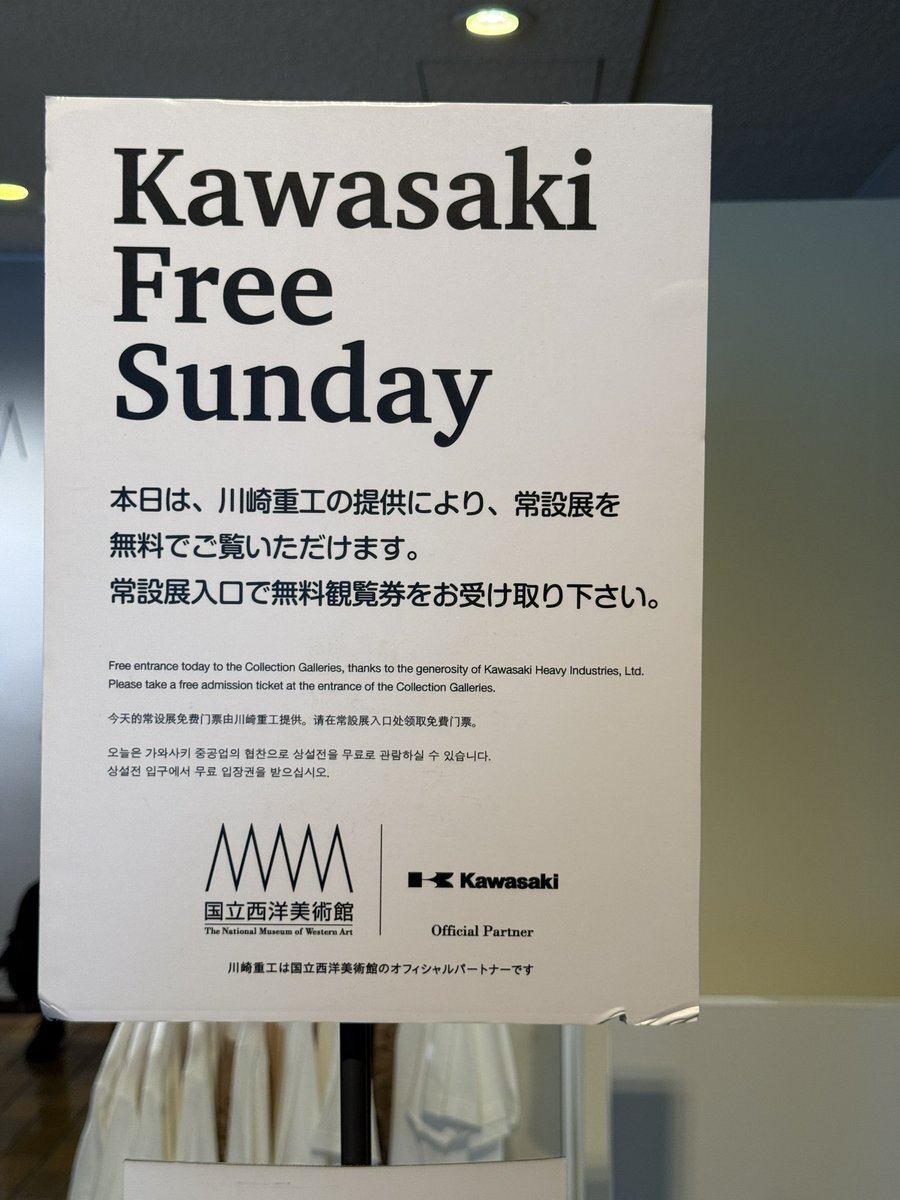 Kawasaki
Free
Sunday
本日は、川崎重工の提供により、常設展を
無料でご覧いただけます。
常設展入口で無料観覧券をお受け取り下さい。
Free entrance today to the Collection Galleries, thanks to the generosity of Kawasaki Heavy Industries, Ltd.
Please take a free admission ticket at the entrance of the Collection Galleries.
今天的常设展免费门票由川崎重工提供。请在常設展入口处领取免費门票。
오늘은 가와사키 중공업의 협찬으로 상설전을 무료로 관람하실 수 있습니다.
상설전 입구에서 무료 입장권을 받으십시오.
国立西洋美術館
The National Museum of Western Art
Kawasaki
Official Partner
川崎重工は国立西洋美術館のオフィシャルパートナーです